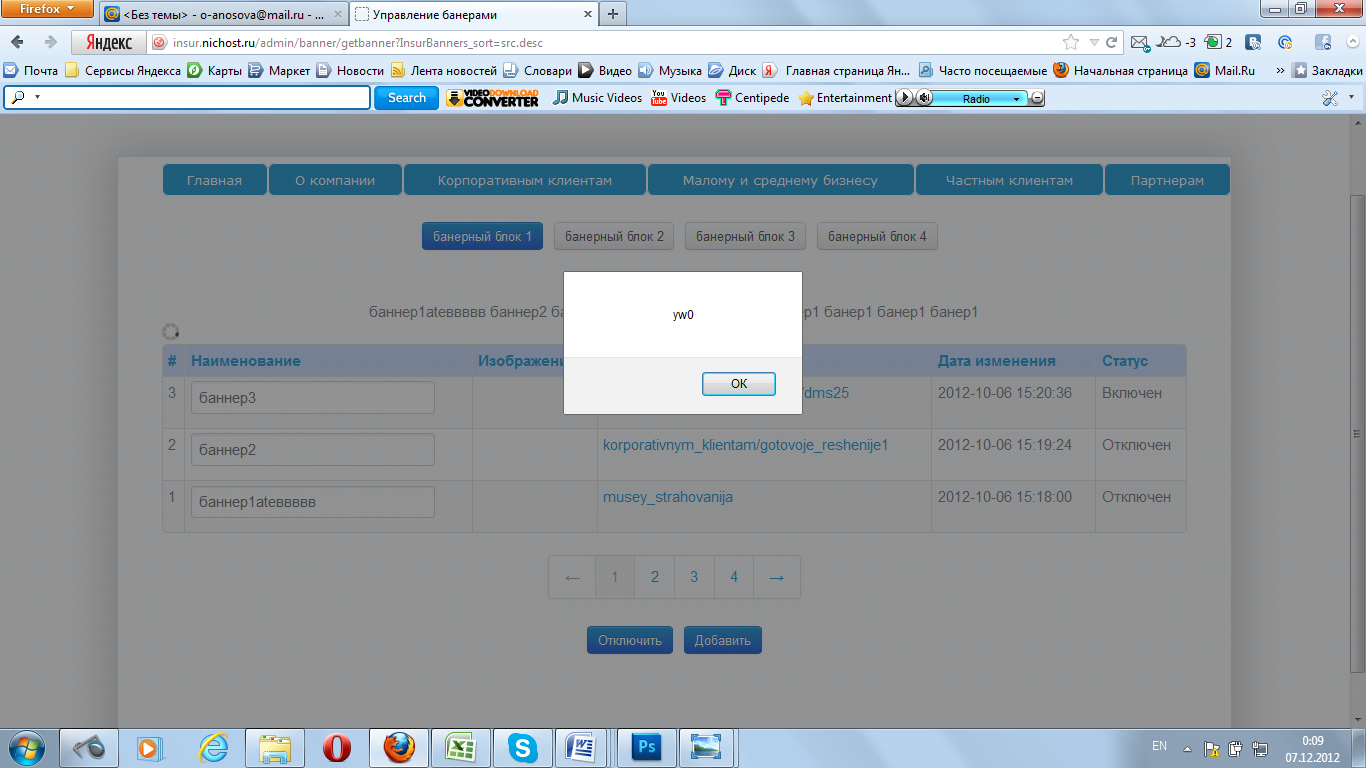 Firefox
<Без темы> - o-anosova@mail.ru - ...
Управление банерами
Яндекс
insur.nichost.ru/admin/banner/getbanner?InsurBanners_sort=src.desc
-3
2
Почта
Сервисы Яндекса
Карты
Маркет
Новости
Лента новостей
Словари
Видео
Музыка
Диск
Главная страница Ян...
Часто посещаемые
Начальная страница
Mail.Ru
»
Закладки
Search
VIDEO DOWNLOAD CONVERTER
Music Videos
You Tube
Videos
Centipede
Entertainment
Radio
Главная
О компании
Корпоративным клиентам
Малому и среднему бизнесу
Частным клиентам
Партнерам
банерный блок 1
банерный блок 2
банерный блок 3
банерный блок 4
баннер1атевввв баннер2 ба
р1 банер1 банер1 банер1
yw0
OK
# Наименование Изображени Дата изменения Статус
3 баннер3 /dms25 2012-10-06 15:20:36 Включен
2 баннер2 korporativnym_klientam/gotovoje_reshenije1 2012-10-06 15:19:24 Отключен
1 баннер1атевввв musey_strahovanija 2012-10-06 15:18:00 Отключен
← 1 2 3 4 →
Отключить
Добавить
EN
0:09
07.12.2012